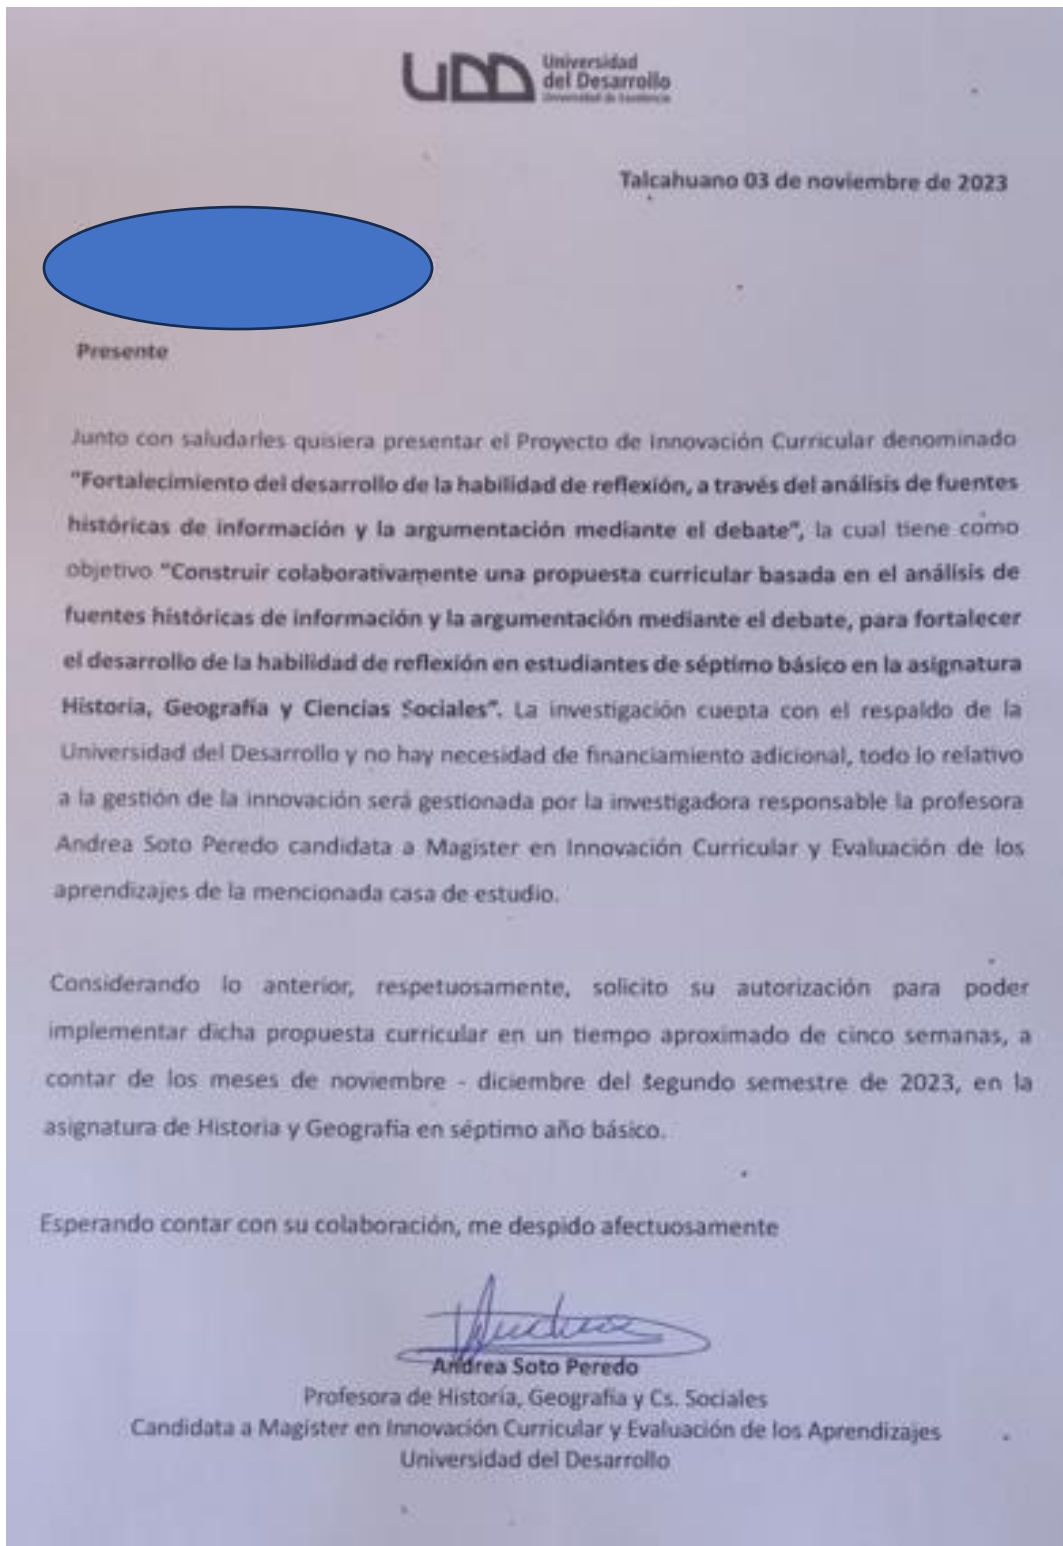 UDD Universidad
del Desarrollo
Universidad de Excelencia
Talcahuano 03 de noviembre de 2023
Presente
Junto con saludarles quisiera presentar el Proyecto de Innovación Curricular denominado
"Fortalecimiento del desarrollo de la habilidad de reflexión, a través del análisis de fuentes
históricas de información y la argumentación mediante el debate", la cual tiene como
objetivo "Construir colaborativamente una propuesta curricular basada en el análisis de
fuentes históricas de información y la argumentación mediante el debate, para fortalecer
el desarrollo de la habilidad de reflexión en estudiantes de séptimo básico en la asignatura
Historia, Geografía y Ciencias Sociales". La investigación cuenta con el respaldo de la
Universidad del Desarrollo y no hay necesidad de financiamiento adicional, todo lo relativo
a la gestión de la innovación será gestionada por la investigadora responsable la profesora
Andrea Soto Peredo candidata a Magister en Innovación Curricular y Evaluación de los
aprendizajes de la mencionada casa de estudio.
Considerando lo anterior, respetuosamente, solicito su autorización para poder
implementar dicha propuesta curricular en un tiempo aproximado de cinco semanas, a
contar de los meses de noviembre - diciembre del segundo semestre de 2023, en la
asignatura de Historia y Geografía en séptimo año básico.
Esperando contar con su colaboración, me despido afectuosamente
Andrea Soto Peredo
Profesora de Historia, Geografía y Cs. Sociales
Candidata a Magister en Innovación Curricular y Evaluación de los Aprendizajes
Universidad del Desarrollo